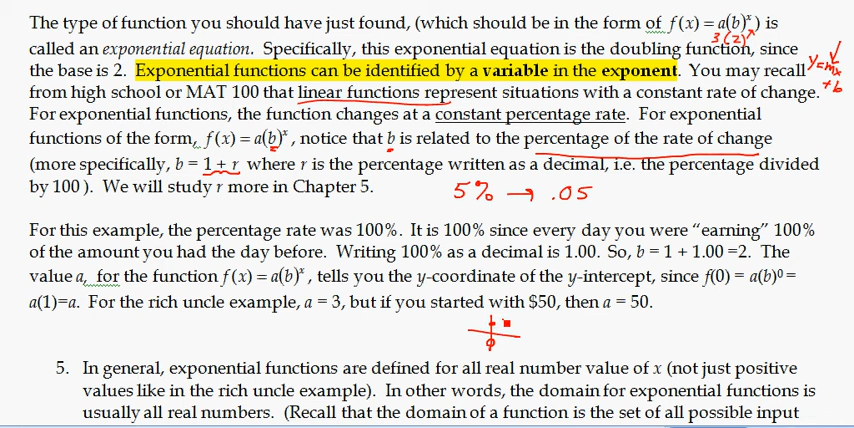 The type of function you should have just found, (which should be in the form of f(x) = a(b)ˣ) is
3(2)ˣ
called an exponential equation. Specifically, this exponential equation is the doubling function, since
the base is 2. Exponential functions can be identified by a variable in the exponent. You may recall
y=mx
+b
from high school or MAT 100 that linear functions represent situations with a constant rate of change.
For exponential functions, the function changes at a constant percentage rate. For exponential
functions of the form, f(x) = a(b)ˣ, notice that b is related to the percentage of the rate of change
(more specifically, b = 1 + r where r is the percentage written as a decimal, i.e. the percentage divided
by 100 ). We will study r more in Chapter 5.
5% → .05
For this example, the percentage rate was 100%. It is 100% since every day you were “earning” 100%
of the amount you had the day before. Writing 100% as a decimal is 1.00. So, b = 1 + 1.00 =2. The
value a, for the function f(x) = a(b)ˣ, tells you the y-coordinate of the y-intercept, since f(0) = a(b)⁰ =
a(1)=a. For the rich uncle example, a = 3, but if you started with $50, then a = 50.
5. In general, exponential functions are defined for all real number value of x (not just positive
values like in the rich uncle example). In other words, the domain for exponential functions is
usually all real numbers. (Recall that the domain of a function is the set of all possible input